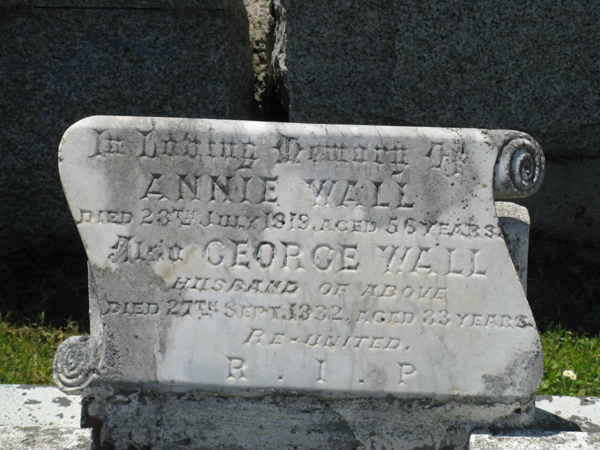 In Loving Memory Of
ANNIE WALL
DIED 28TH JULY 1919, AGED 56 YEARS.
Also GEORGE WALL
HUSBAND OF ABOVE
DIED 27TH SEPT. 1932, AGED 83 YEARS.
RE-UNITED.
R . I . P